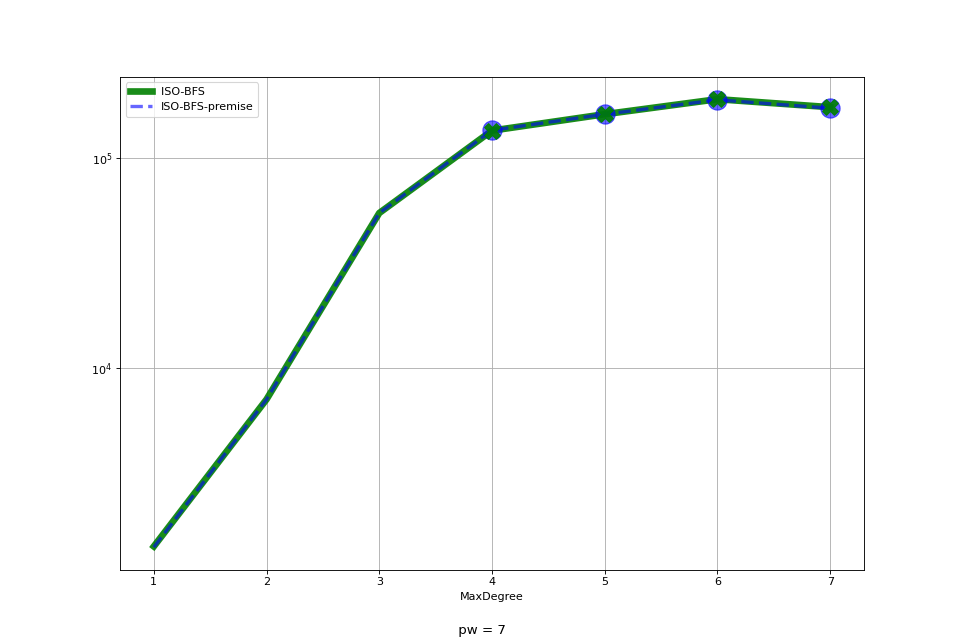 ISO-BFS
ISO-BFS-premise
10^5
10^4
1 2 3 4 5 6 7
MaxDegree
pw = 7